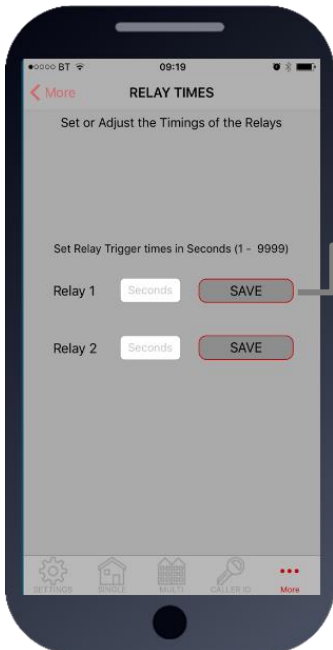 ●○○○○ BT 09:19
More RELAY TIMES
Set or Adjust the Timings of the Relays
Set Relay Trigger times in Seconds (1 - 9999)
Relay 1 Seconds SAVE
Relay 2 Seconds SAVE
SETTINGS SINGLE MULTI CALLER ID More